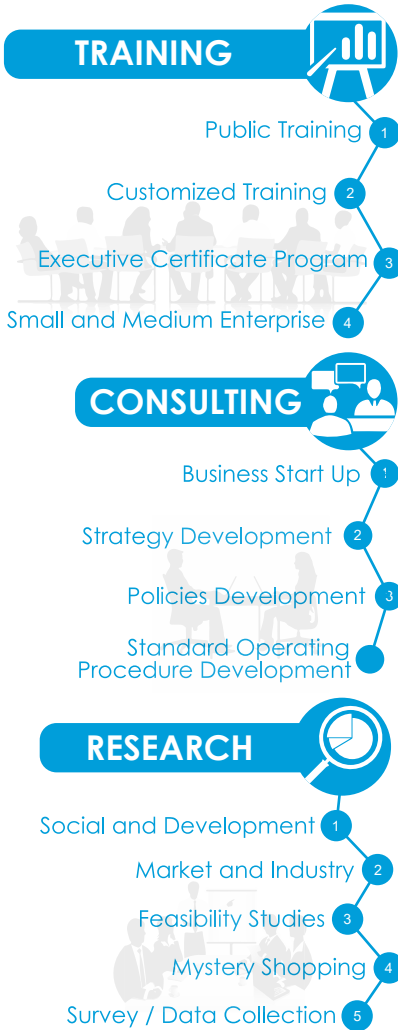 TRAINING
Public Training 1
Customized Training 2
Executive Certificate Program 3
Small and Medium Enterprise 4
CONSULTING
Business Start Up 1
Strategy Development 2
Policies Development 3
Standard Operating
Procedure Development
RESEARCH
Social and Development 1
Market and Industry 2
Feasibility Studies 3
Mystery Shopping 4
Survey / Data Collection 5